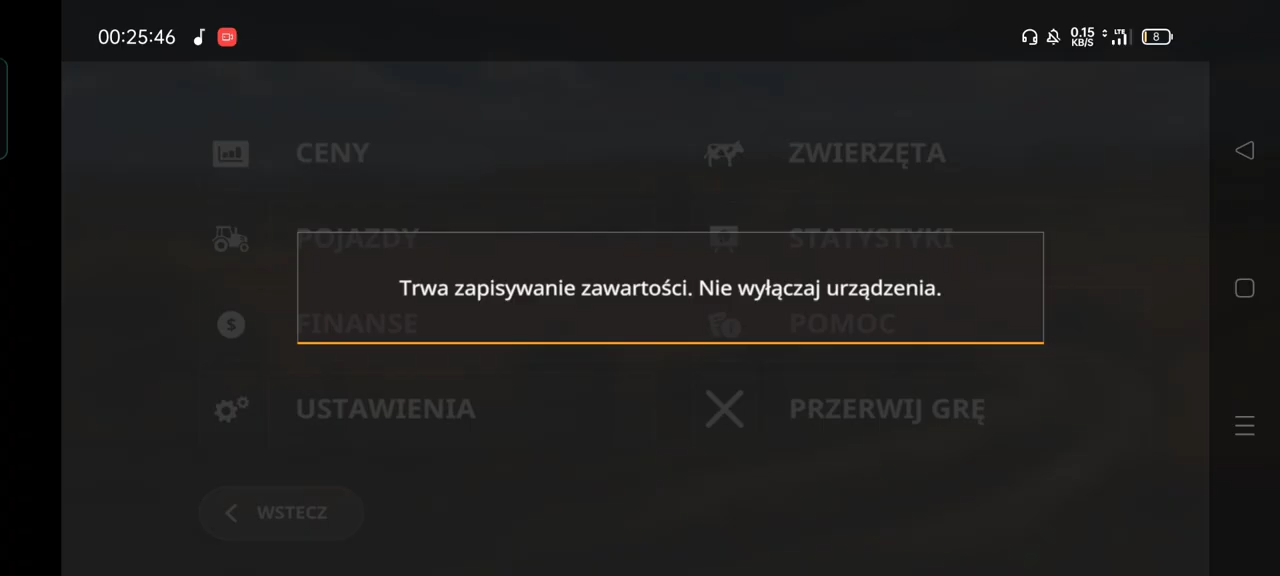 00:25:46
0.15
KB/S
LTE
8
CENY
ZWIERZĘTA
POJAZDY
STATYSTYKI
Trwa zapisywanie zawartości. Nie wyłączaj urządzenia.
$
FINANSE
POMOC
USTAWIENIA
PRZERWIJ GRĘ
WSTECZ